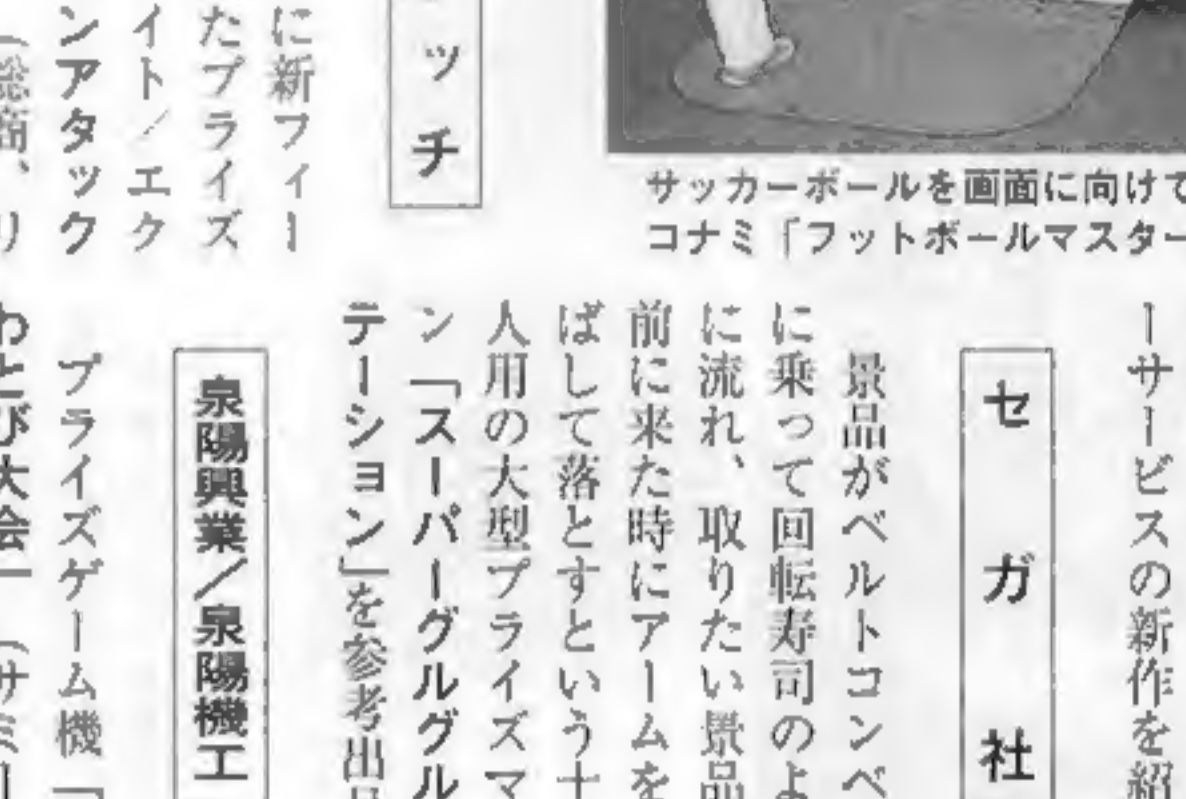 サッカーボールを画面に向けて
コナミ「フットボールマスター
ーサービスの新作を紹
セガ社
景品がベルトコンベ
に乗って回転寿司のよ
に流れ、取りたい景品
前に来た時にアームを
ばして落とすという十
人用の大型プライズマ
ン「スーパーグルグル
テーション」を参考出品
ッチ
に新フィー
たプライズ
イト/エク
ンアタック
(総商、リ
泉陽興業/泉陽機工
プライズゲーム機「
わとび大会」(サミー